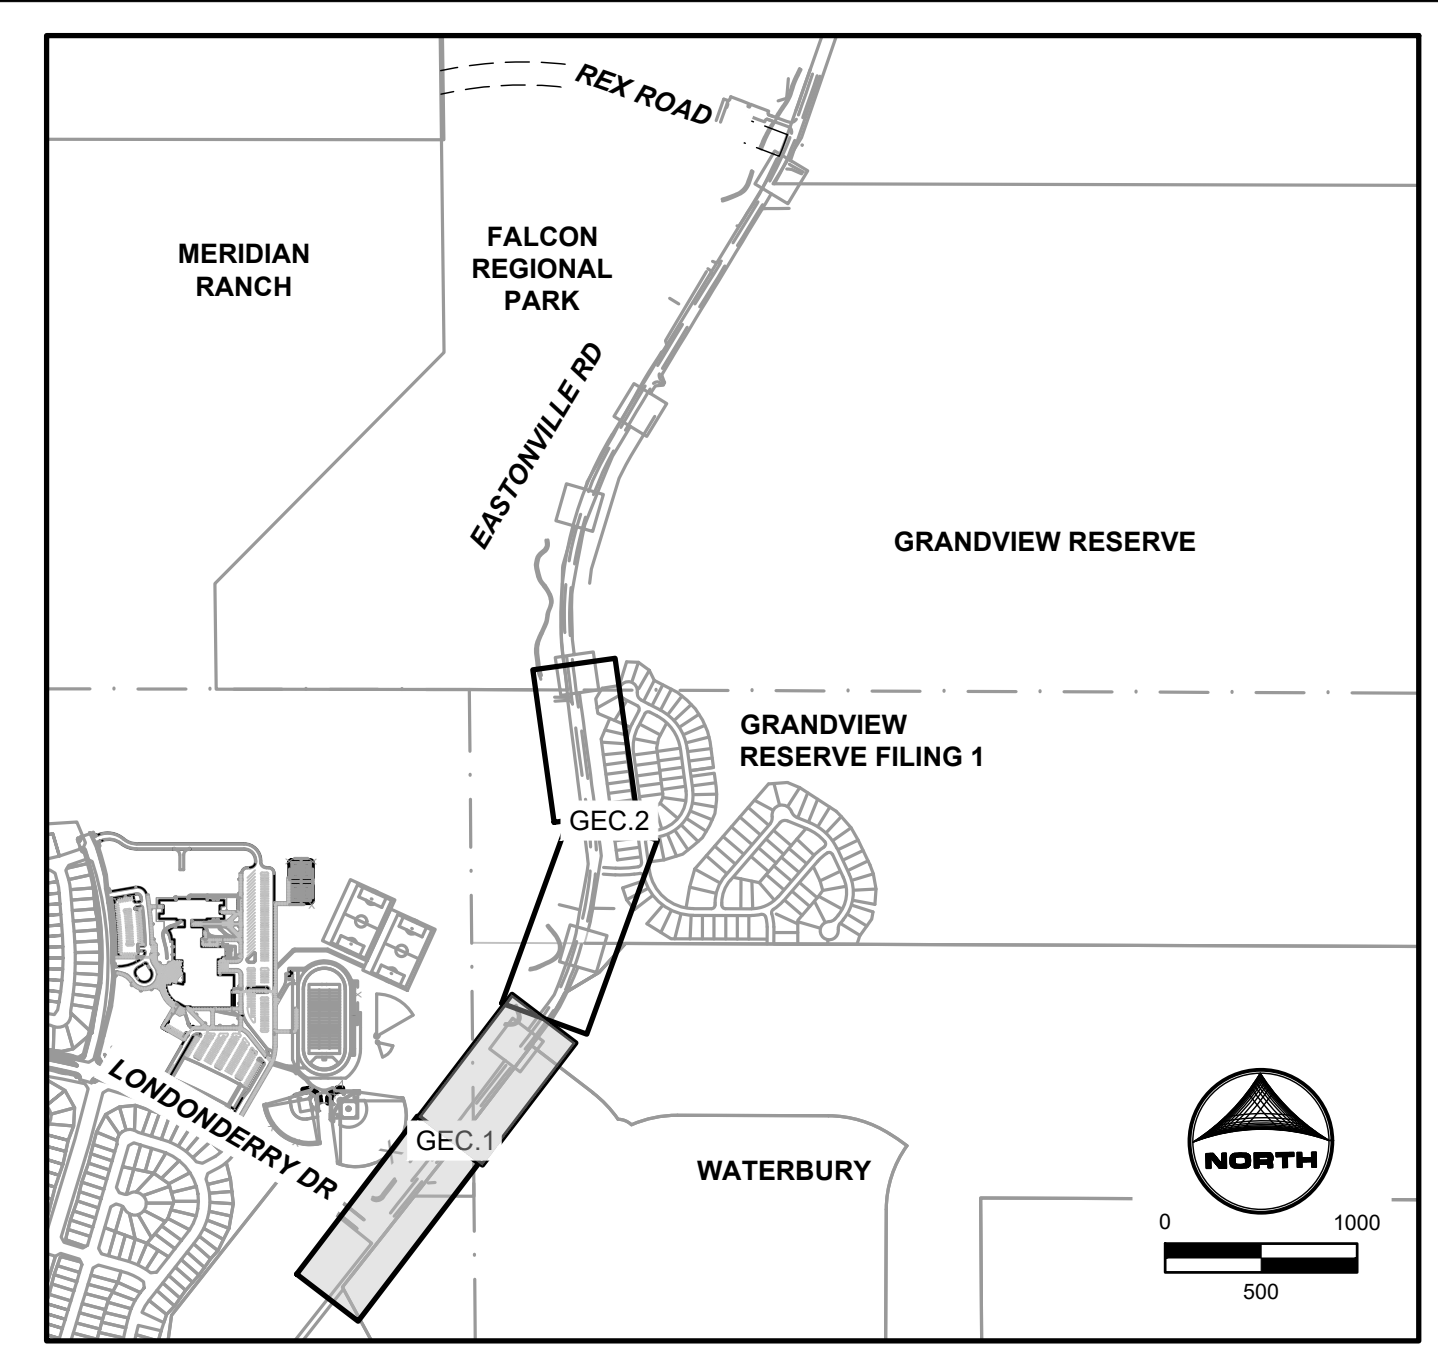 REX ROAD
MERIDIAN
RANCH
FALCON
REGIONAL
PARK
EASTONVILLE RD
GRANDVIEW RESERVE
GRANDVIEW
RESERVE FILING 1
GEC.2
LONDONDERRY DR
GEC.1
WATERBURY
NORTH
0 1000
500